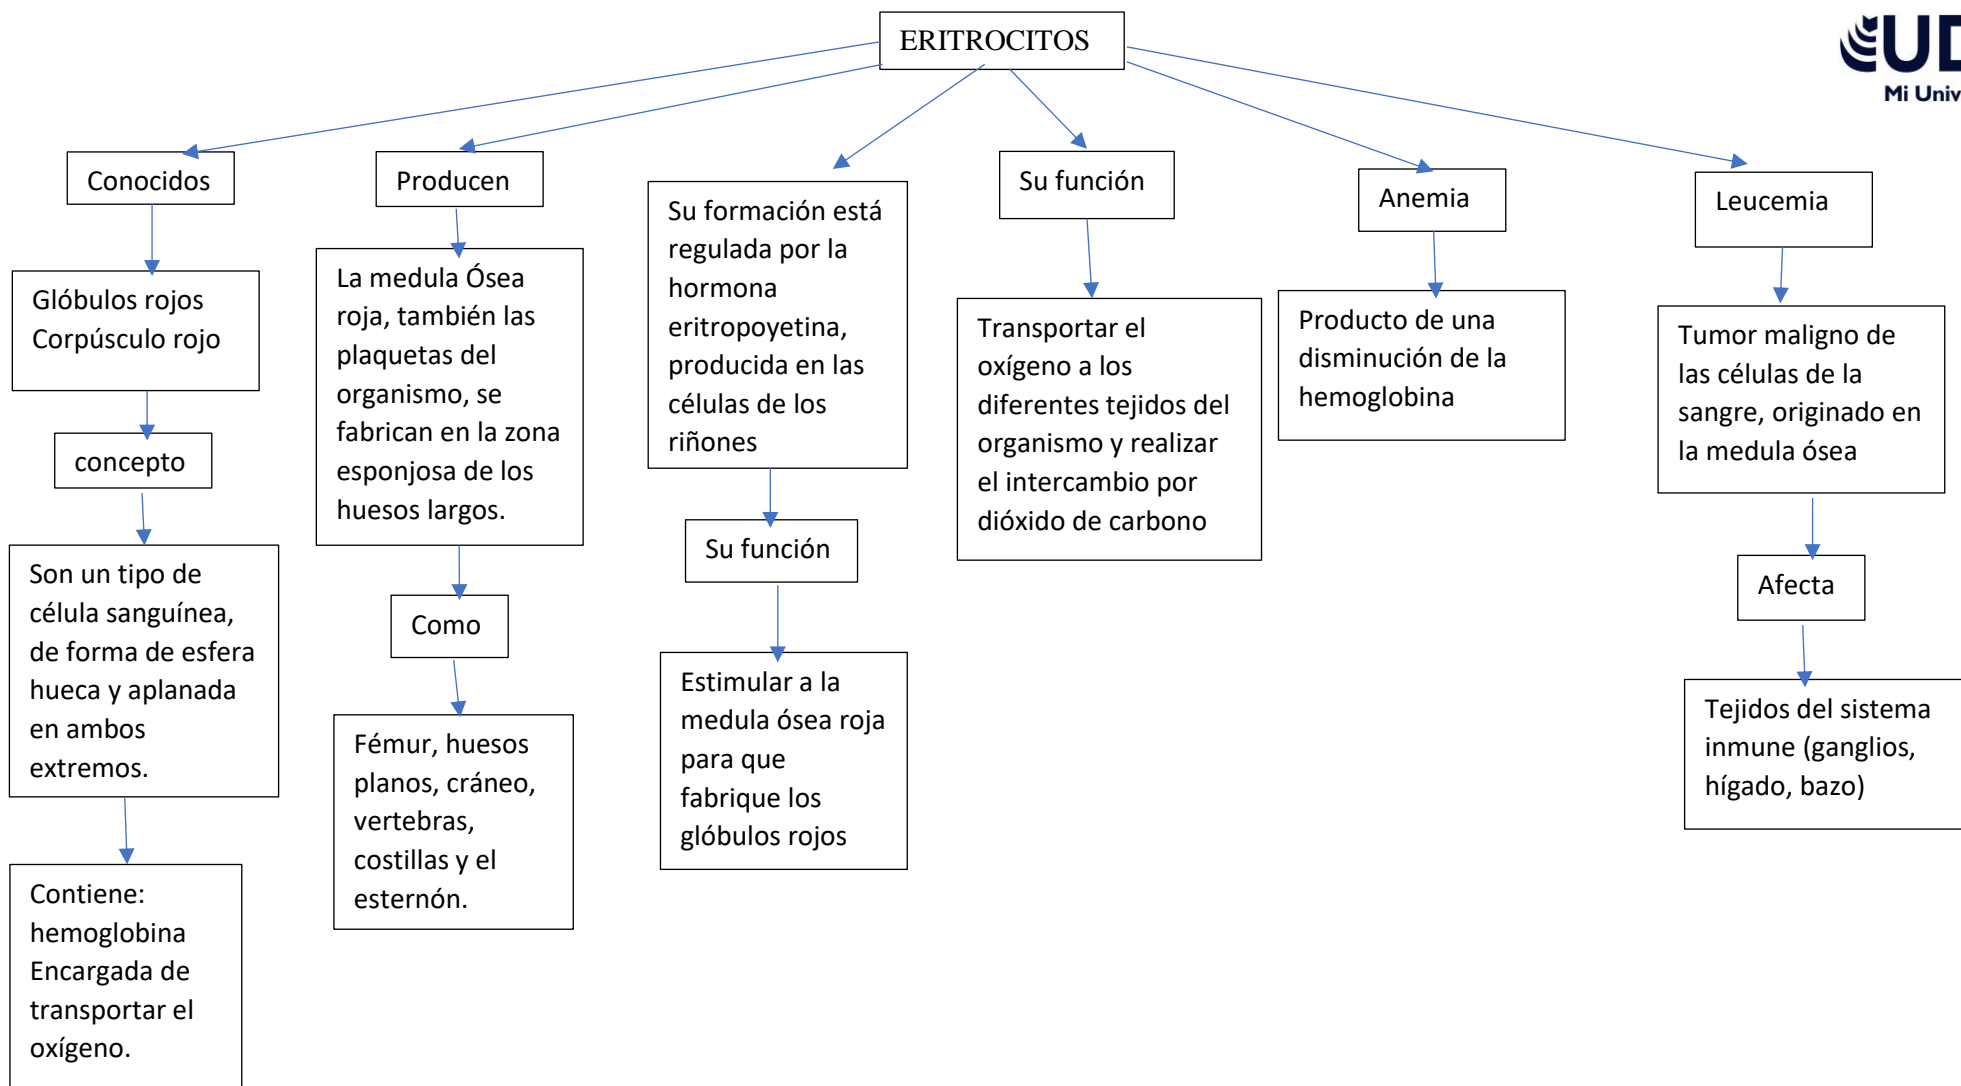 ERITROCITOS
Mi Univ
Conocidos
Glóbulos rojos
Corpúsculo rojo
concepto
Son un tipo de
célula sanguínea,
de forma de esfera
hueca y aplanada
en ambos
extremos.
Contiene:
hemoglobina
Encargada de
transportar el
oxígeno.
Producen
La medula Ósea
roja, también las
plaquetas del
organismo, se
fabrican en la zona
esponjosa de los
huesos largos.
Como
Fémur, huesos
planos, cráneo,
vertebras,
costillas y el
esternón.
Su formación está
regulada por la
hormona
eritropoyetina,
producida en las
células de los
riñones
Su función
Estimular a la
medula ósea roja
para que
fabrique los
glóbulos rojos
Su función
Transportar el
oxígeno a los
diferentes tejidos del
organismo y realizar
el intercambio por
dióxido de carbono
Anemia
Producto de una
disminución de la
hemoglobina
Leucemia
Tumor maligno de
las células de la
sangre, originado en
la medula ósea
Afecta
Tejidos del sistema
inmune (ganglios,
hígado, bazo)